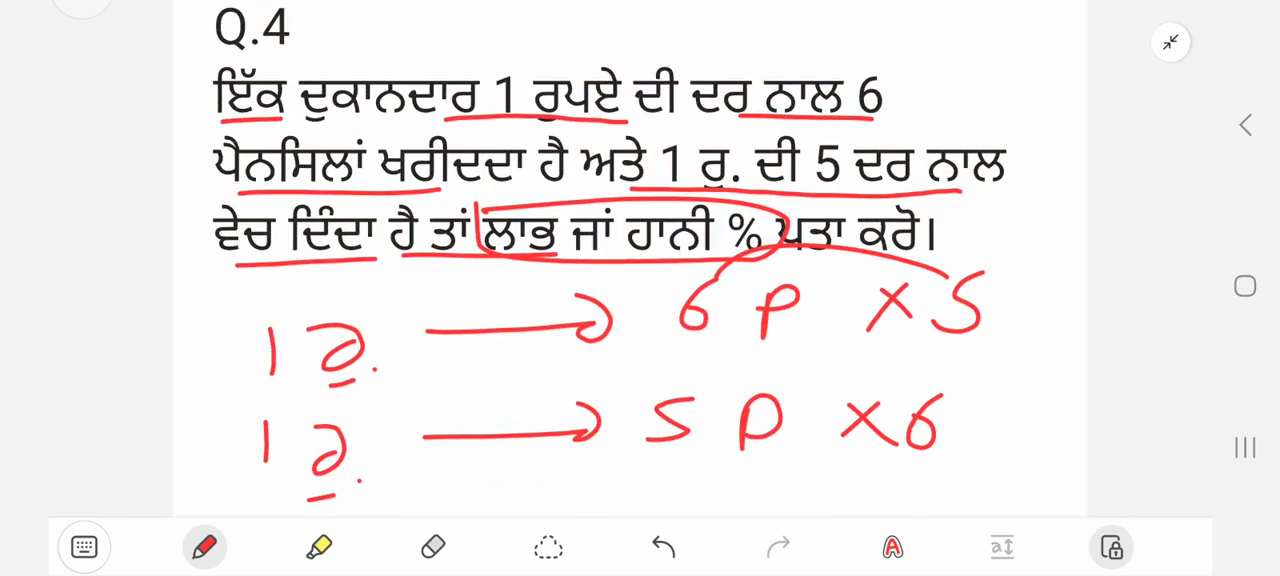 Q.4
ਇੱਕ ਦੁਕਾਨਦਾਰ 1 ਰੁਪਏ ਦੀ ਦਰ ਨਾਲ 6
ਪੈਨਸਿਲਾਂ ਖਰੀਦਦਾ ਹੈ ਅਤੇ 1 ਰੁ. ਦੀ 5 ਦਰ ਨਾਲ
ਵੇਚ ਦਿੰਦਾ ਹੈ ਤਾਂ ਲਾਭ ਜਾਂ ਹਾਨੀ % ਪਤਾ ਕਰੋ।
1 ਰੁ. → 6 P × 5
1 ਰੁ. → 5 P × 6